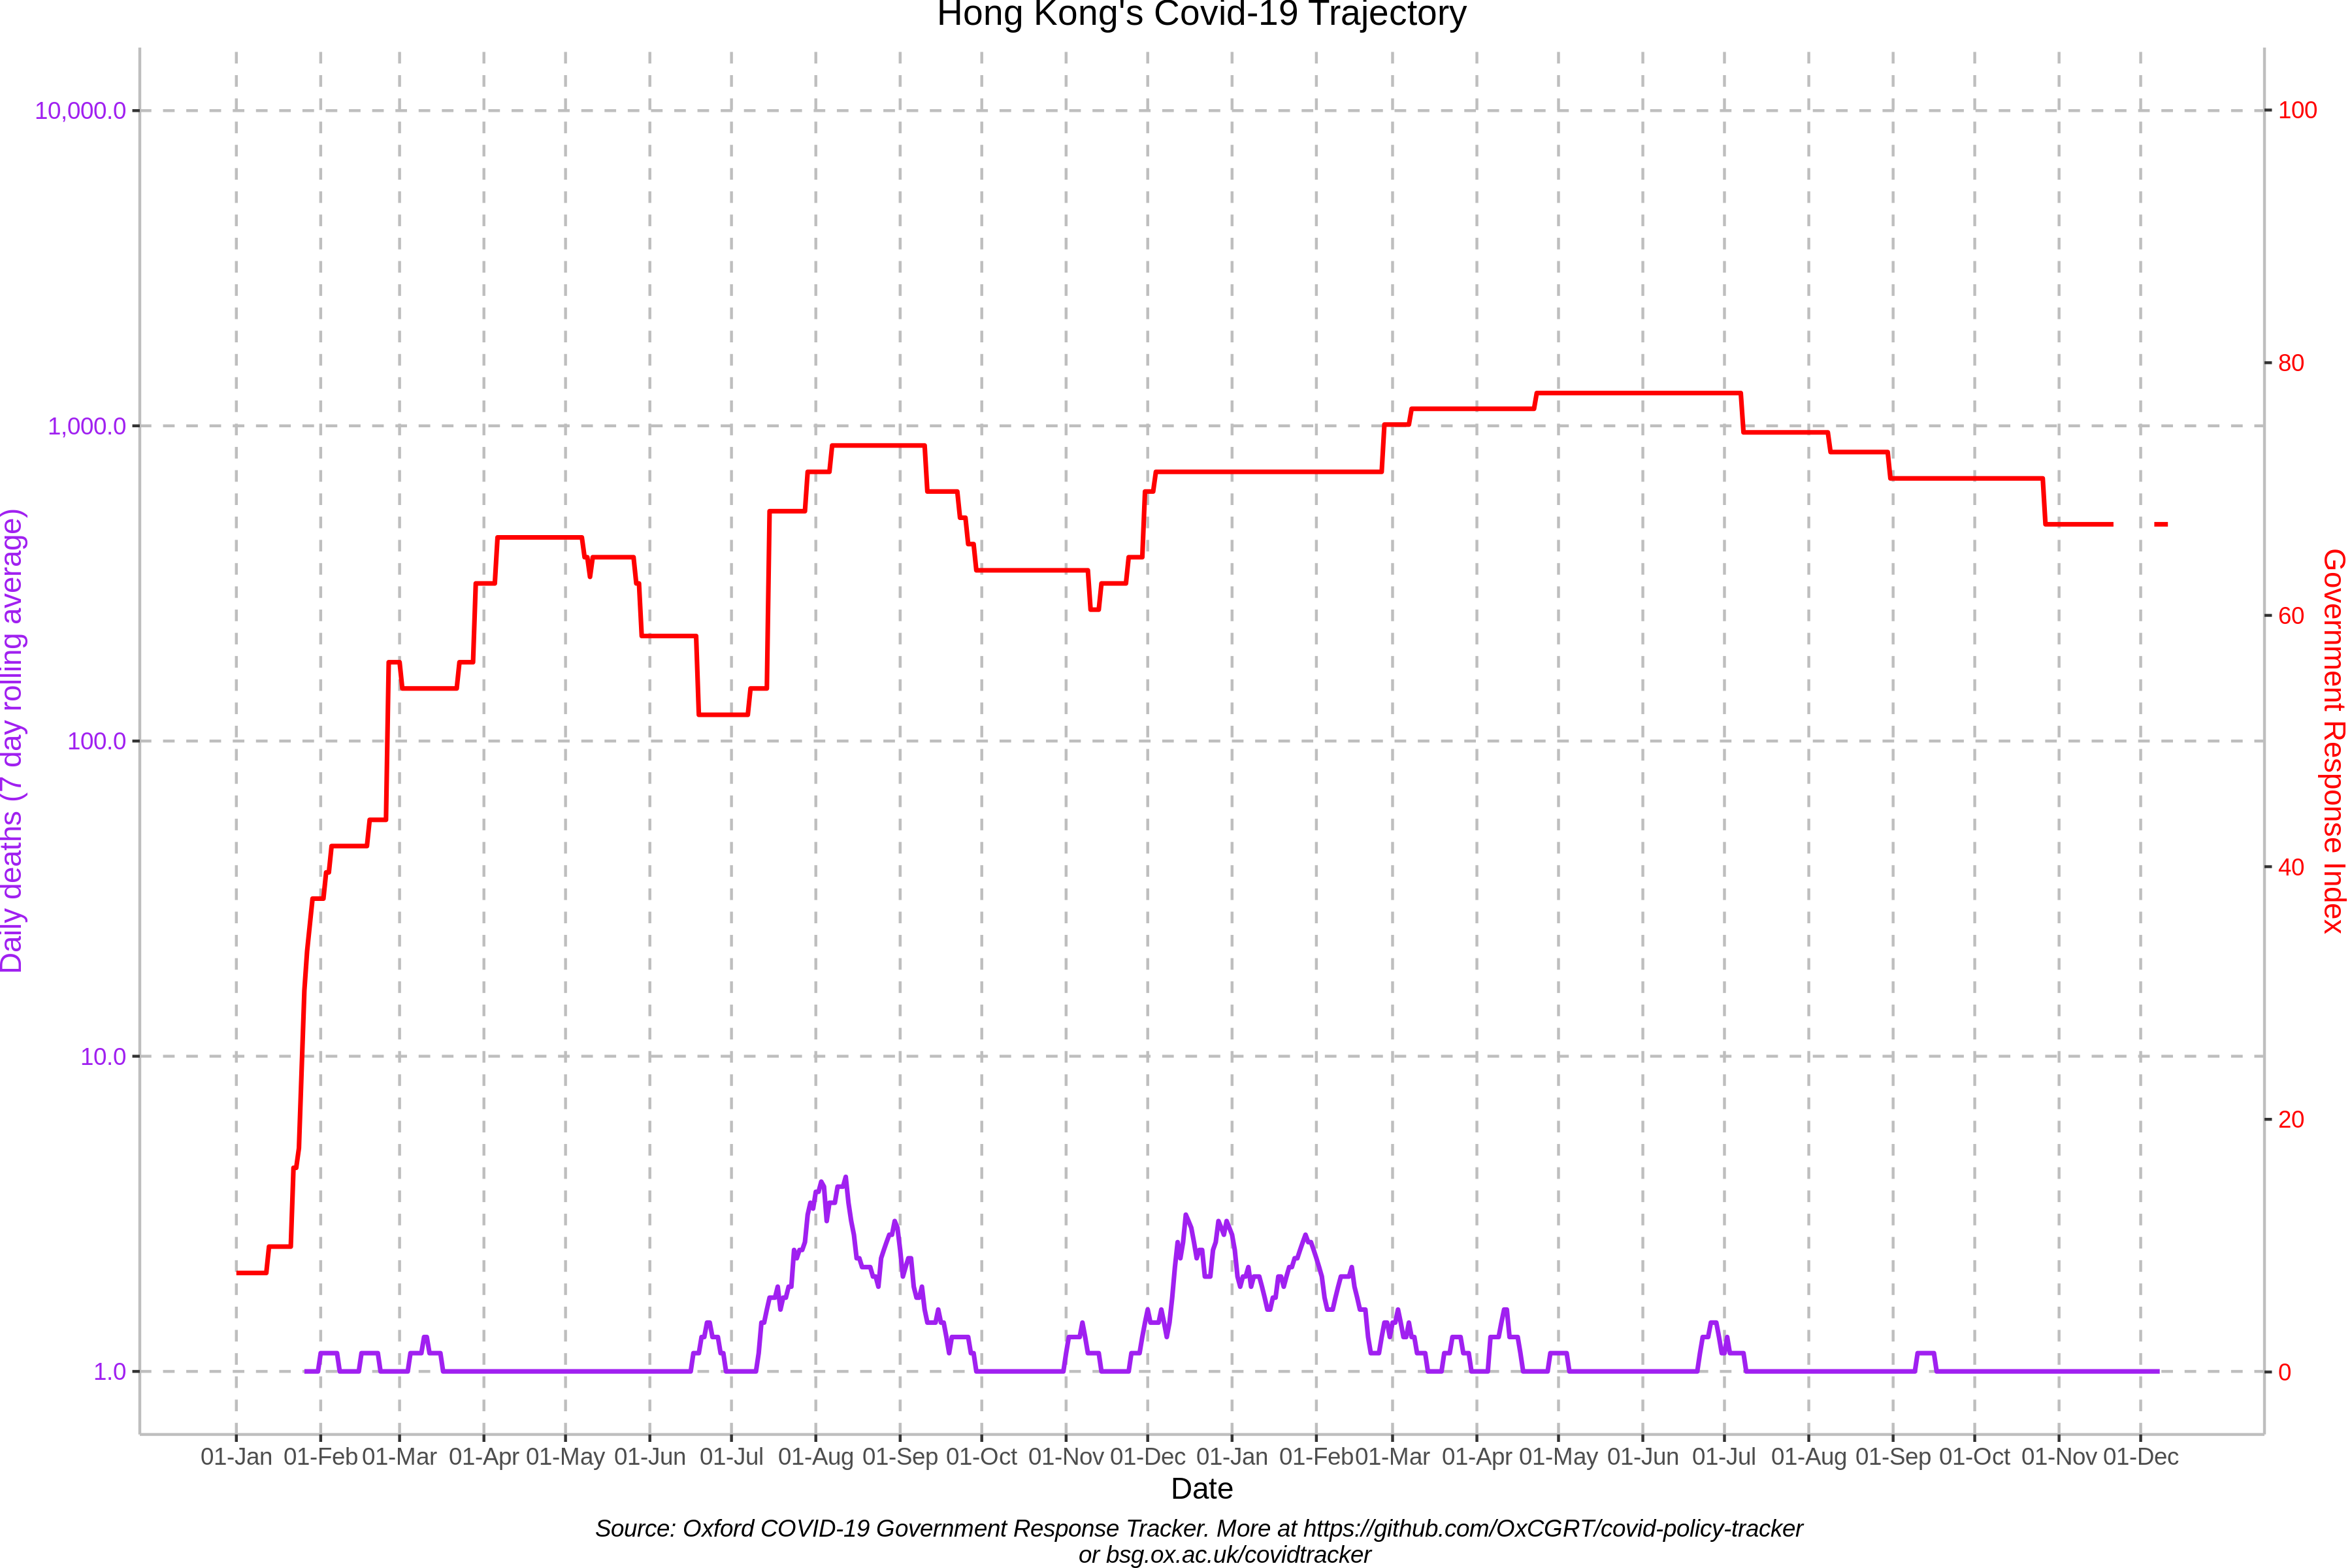 Hong Kong's Covid-19 Trajectory
10,000.0
1,000.0
100.0
10.0
1.0
Daily deaths (7 day rolling average)
100
80
60
40
20
0
Government Response Index
01-Jan 01-Feb 01-Mar 01-Apr 01-May 01-Jun 01-Jul 01-Aug 01-Sep 01-Oct 01-Nov 01-Dec 01-Jan 01-Feb 01-Mar 01-Apr 01-May 01-Jun 01-Jul 01-Aug 01-Sep 01-Oct 01-Nov 01-Dec
Date
Source: Oxford COVID-19 Government Response Tracker. More at https://github.com/OxCGRT/covid-policy-tracker
or bsg.ox.ac.uk/covidtracker